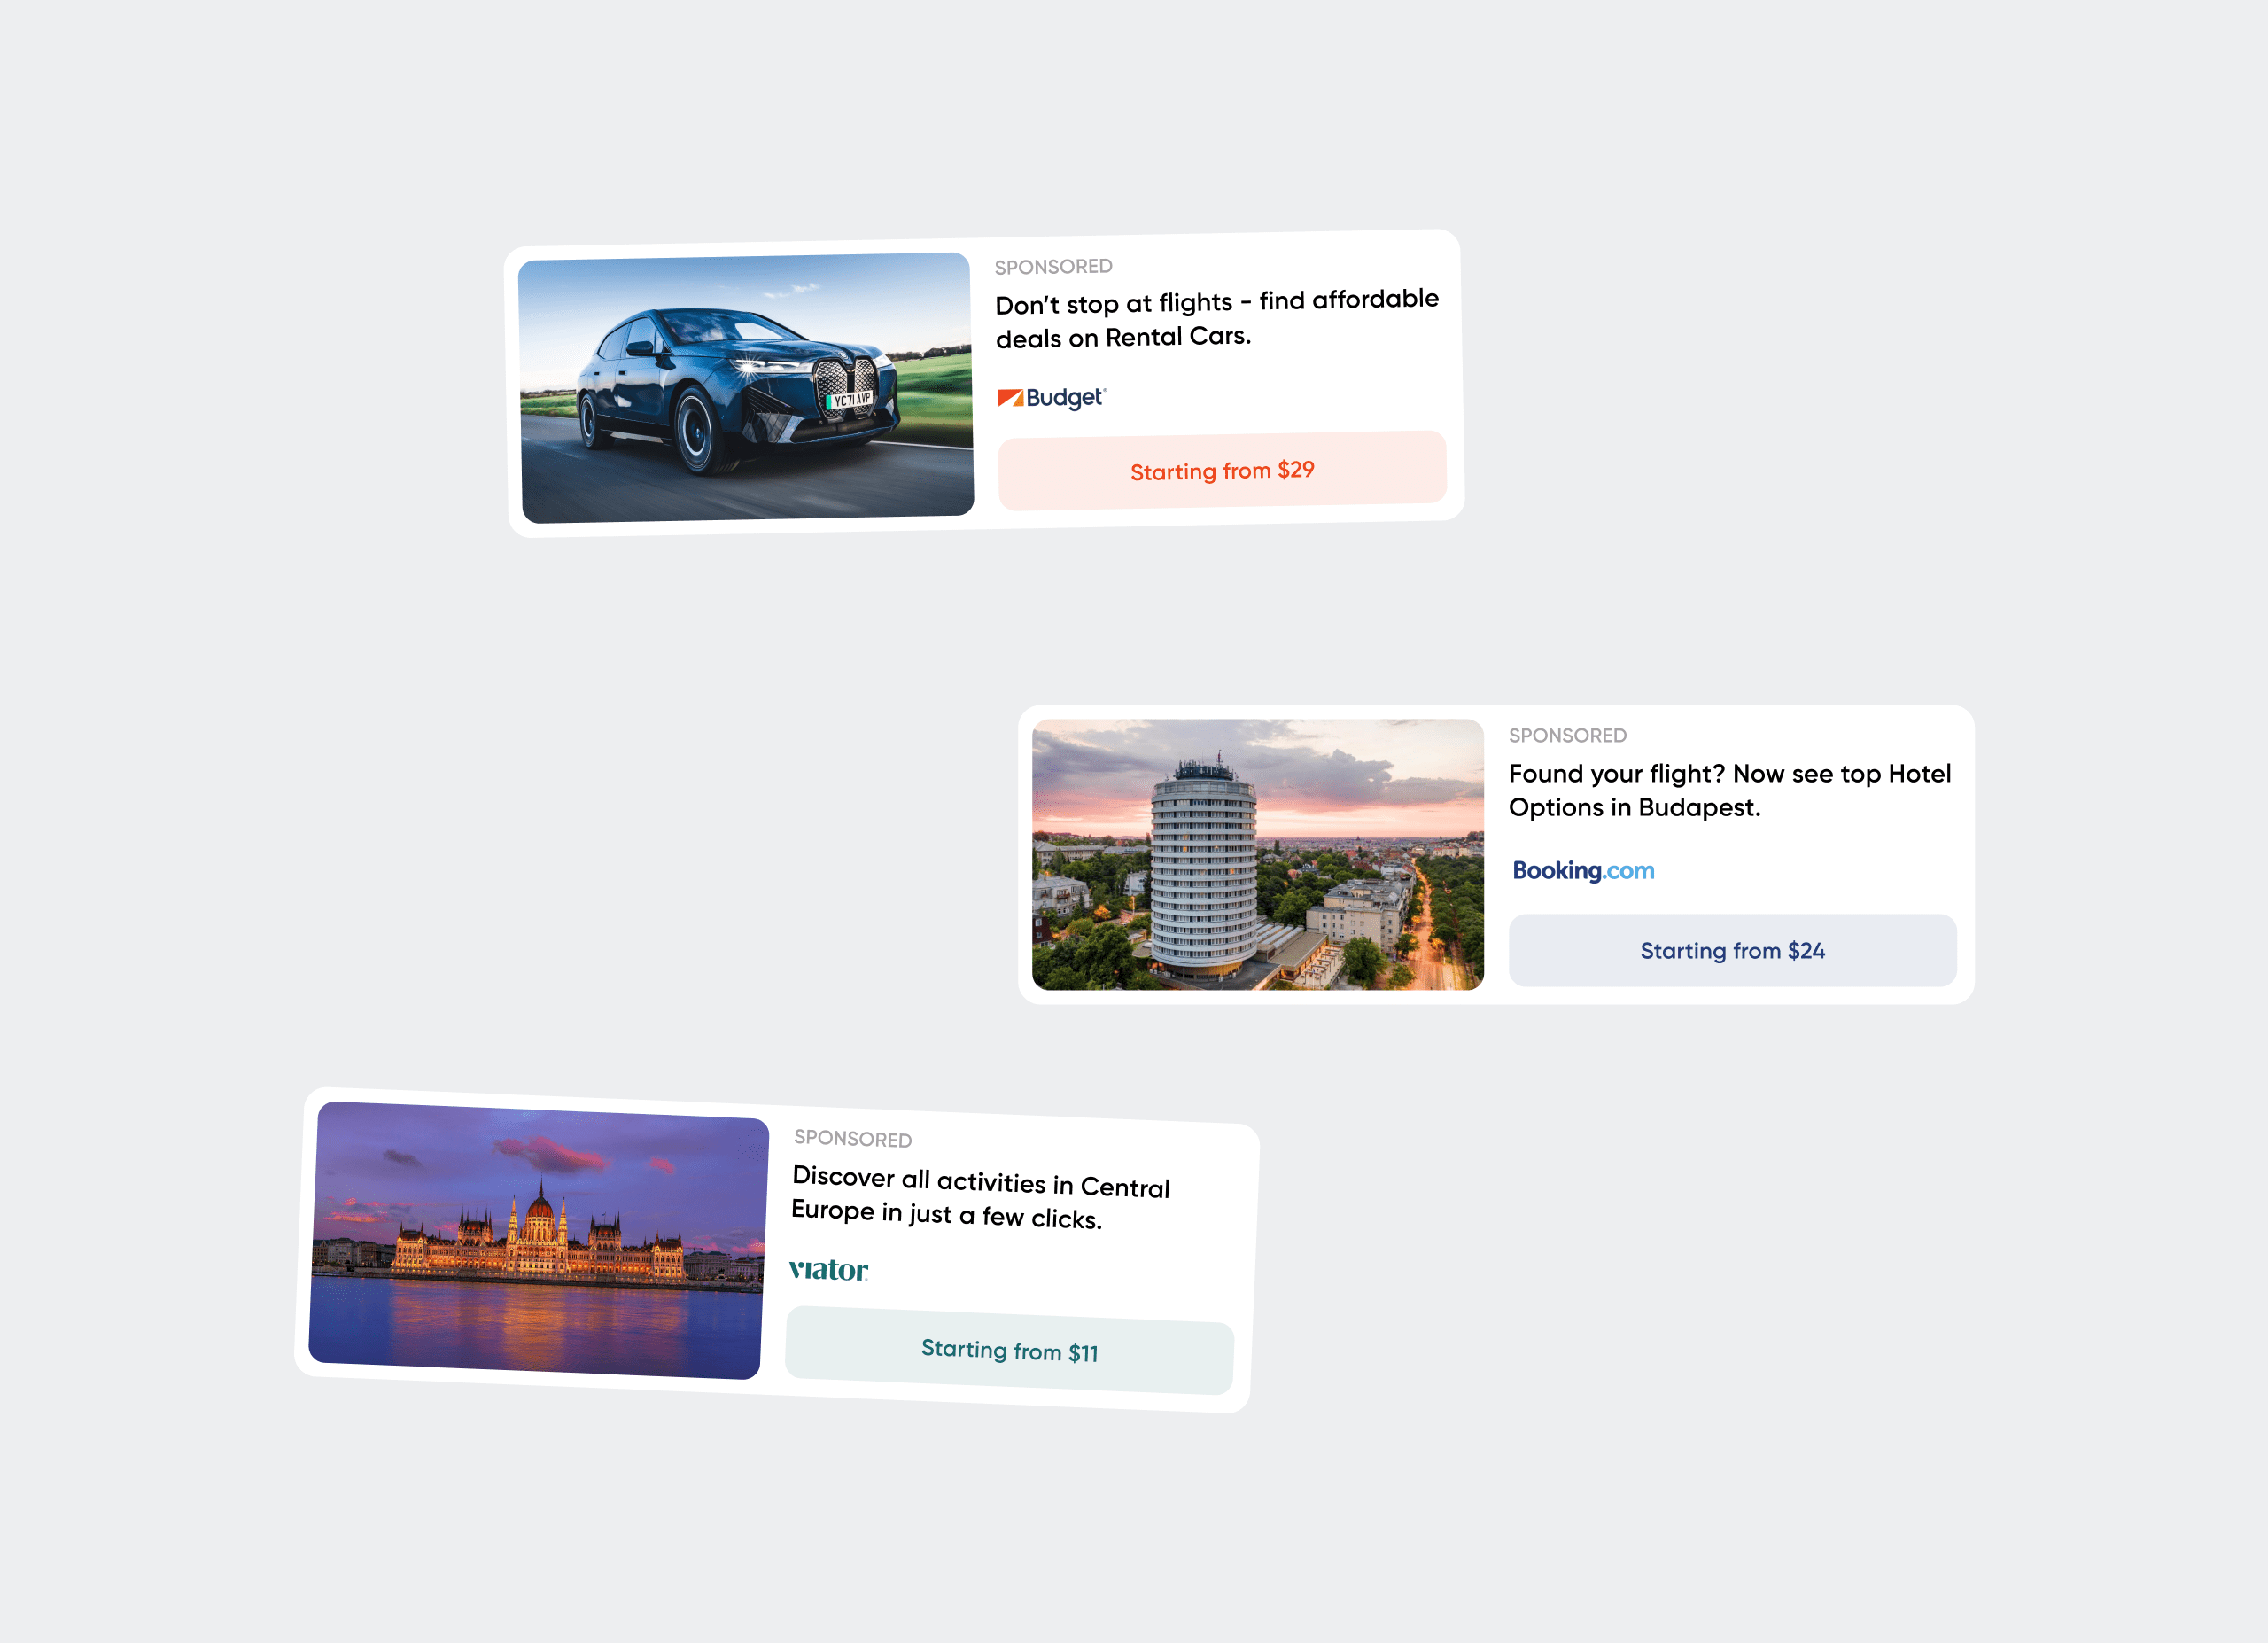 SPONSORED
Don’t stop at flights - find affordable
deals on Rental Cars.
Budget®
YC71 AVP
Starting from $29
SPONSORED
Found your flight? Now see top Hotel
Options in Budapest.
Booking.com
Starting from $24
SPONSORED
Discover all activities in Central
Europe in just a few clicks.
viator
Starting from $11